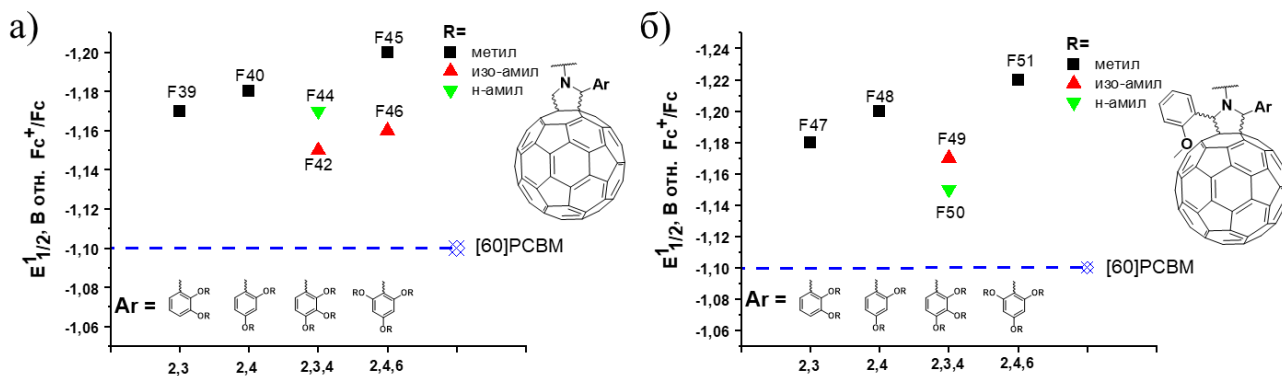 а)
E¹1/2, В отн. Fc⁺/Fc
-1,20
-1,18
-1,16
-1,14
-1,12
-1,10
-1,08
-1,06
F39
F40
F44
F42
F45
F46
R=
метил
изо-амил
н-амил
N
Ar
[60]PCBM
Ar =
OR
OR
OR
OR
OR
OR
OR
RO
OR
OR
2,3
2,4
2,3,4
2,4,6
б)
E¹1/2, В отн. Fc⁺/Fc
-1,24
-1,22
-1,20
-1,18
-1,16
-1,14
-1,12
-1,10
-1,08
-1,06
F47
F48
F49
F50
F51
R=
метил
изо-амил
н-амил
N
Ar
O
[60]PCBM
Ar =
OR
OR
OR
OR
OR
OR
OR
RO
OR
OR
2,3
2,4
2,3,4
2,4,6